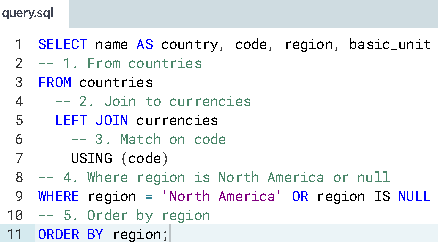 query.sql
1 SELECT name AS country, code, region, basic_unit
2 -- 1. From countries
3 FROM countries
4 -- 2. Join to currencies
5 LEFT JOIN currencies
6 -- 3. Match on code
7 USING (code)
8 -- 4. Where region is North America or null
9 WHERE region = 'North America' OR region IS NULL
10 -- 5. Order by region
11 ORDER BY region;